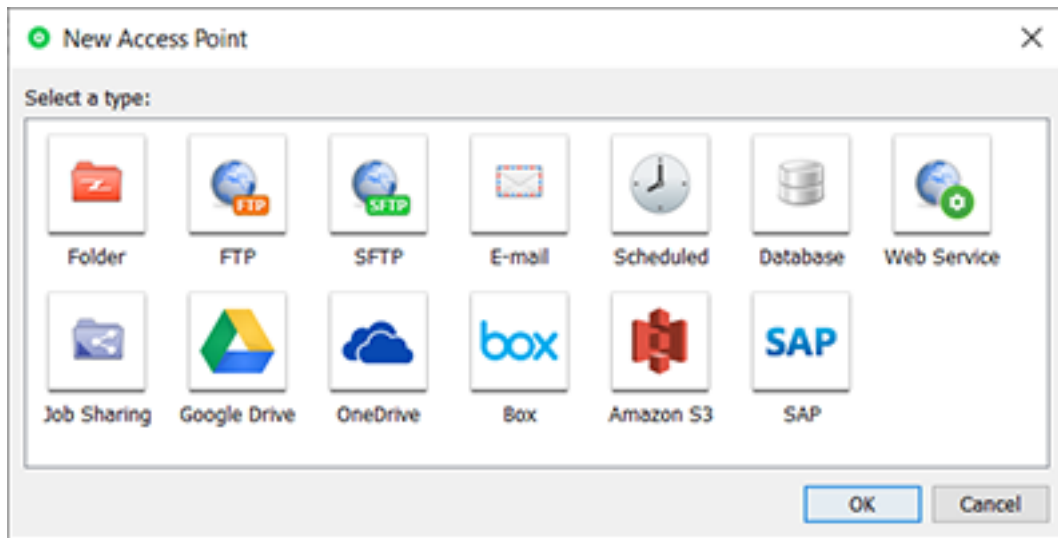 New Access Point
Select a type:
FTP SFTP
Folder FTP SFTP E-mail Scheduled Database Web Service
box SAP
Job Sharing Google Drive OneDrive Box Amazon S3 SAP
OK Cancel